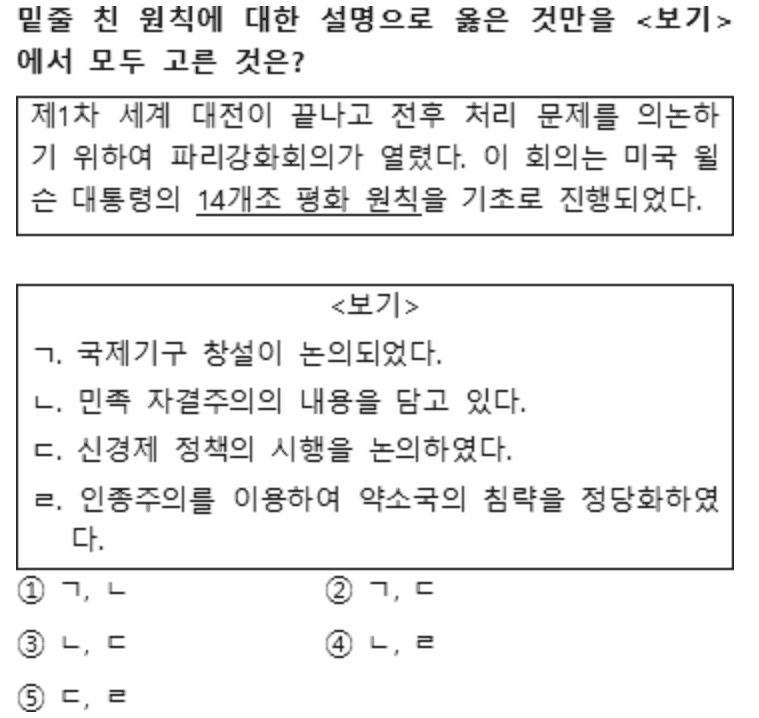 밑줄 친 원칙에 대한 설명으로 옳은 것만을 <보기>
에서 모두 고른 것은?
제1차 세계 대전이 끝나고 전후 처리 문제를 의논하
기 위하여 파리강화회의가 열렸다. 이 회의는 미국 윌
슨 대통령의 14개조 평화 원칙을 기초로 진행되었다.
<보기>
ㄱ. 국제기구 창설이 논의되었다.
ㄴ. 민족 자결주의의 내용을 담고 있다.
ㄷ. 신경제 정책의 시행을 논의하였다.
ㄹ. 인종주의를 이용하여 약소국의 침략을 정당화하였
다.
① ㄱ, ㄴ ② ㄱ, ㄷ
③ ㄴ, ㄷ ④ ㄴ, ㄹ
⑤ ㄷ, ㄹ